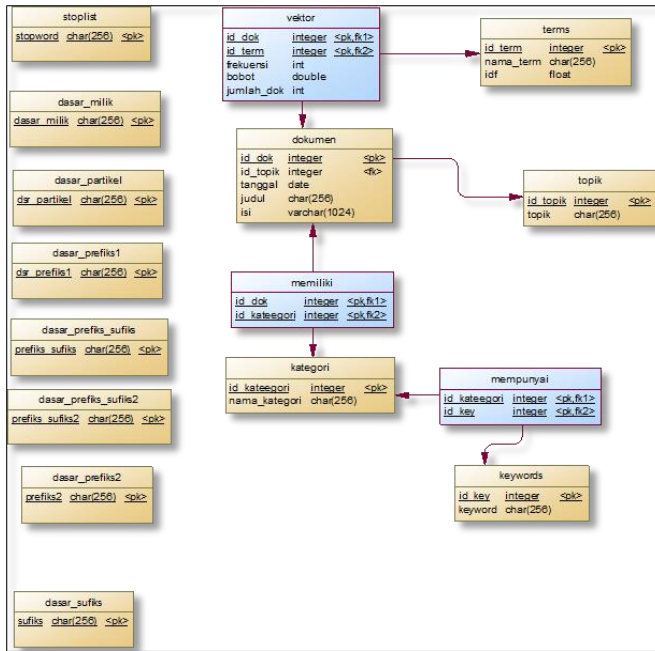 stoplist
stopword char(256) <pk>
dasar_milik
dasar_milik char(256) <pk>
dasar_partikel
dsr_partikel char(256) <pk>
dasar_prefiks1
dsr_prefiks1 char(256) <pk>
dasar_prefiks_sufiks
prefiks_sufiks char(256) <pk>
dasar_prefiks_sufiks2
prefiks_sufiks2 char(256) <pk>
dasar_prefiks2
prefiks2 char(256) <pk>
dasar_sufiks
sufiks char(256) <pk>
vektor
id_dok integer <pk,fk1>
id_term integer <pk,fk2>
frekuensi int
bobot double
jumlah_dok int
terms
id_term integer <pk>
nama_term char(256)
idf float
dokumen
id_dok integer <pk>
id_topik integer <fk>
tanggal date
judul char(256)
isi varchar(1024)
topik
id_topik integer <pk>
topik char(256)
memiliki
id_dok integer <pk,fk1>
id_kateegori integer <pk,fk2>
kategori
id_kateegori integer <pk>
nama_kategori char(256)
mempunyai
id_kateegori integer <pk,fk1>
id_key integer <pk,fk2>
keywords
id_key integer <pk>
keyword char(256)